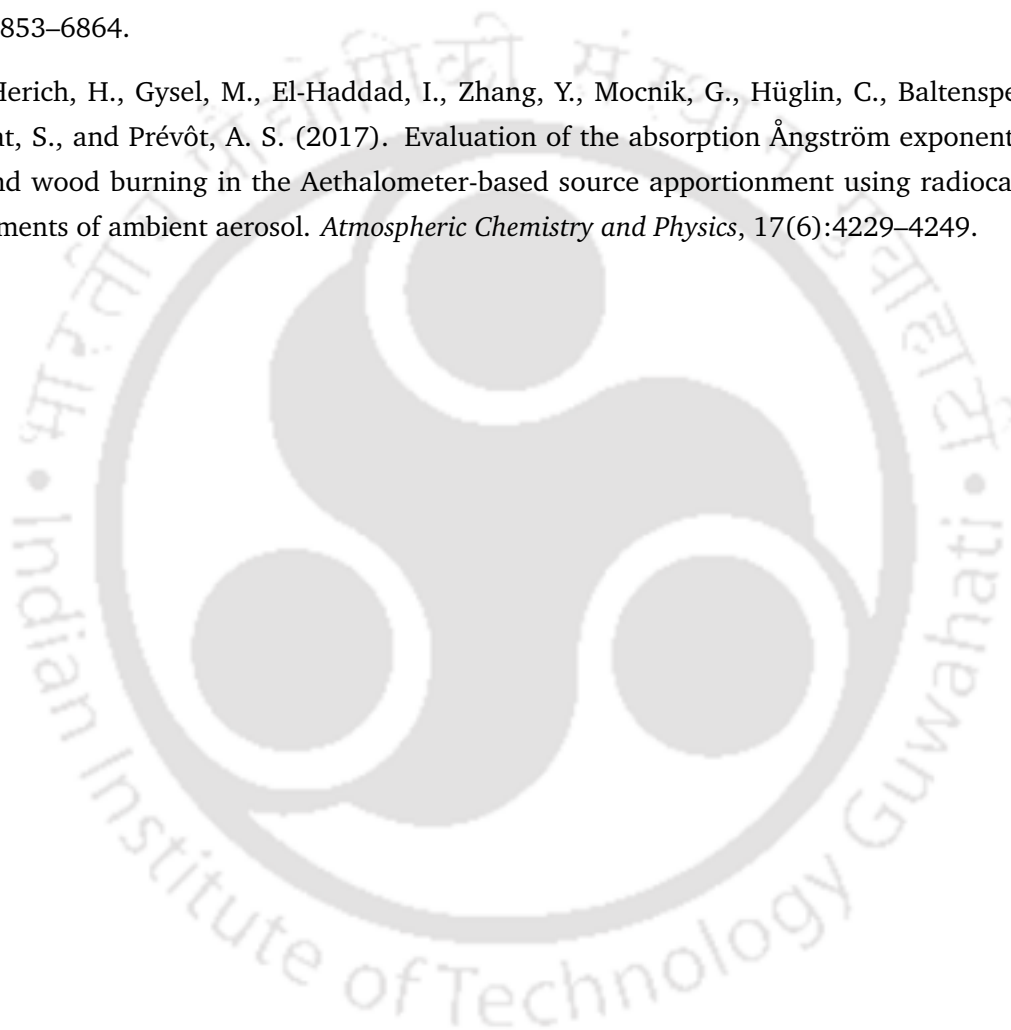 853–6864.
Herich, H., Gysel, M., El-Haddad, I., Zhang, Y., Mocnik, G., Hüglin, C., Baltenspe
nt, S., and Prévôt, A. S. (2017). Evaluation of the absorption Ångström exponent
nd wood burning in the Aethalometer-based source apportionment using radioca
ments of ambient aerosol. Atmospheric Chemistry and Physics, 17(6):4229–4249.
Indian Institute of Technology Guwahati